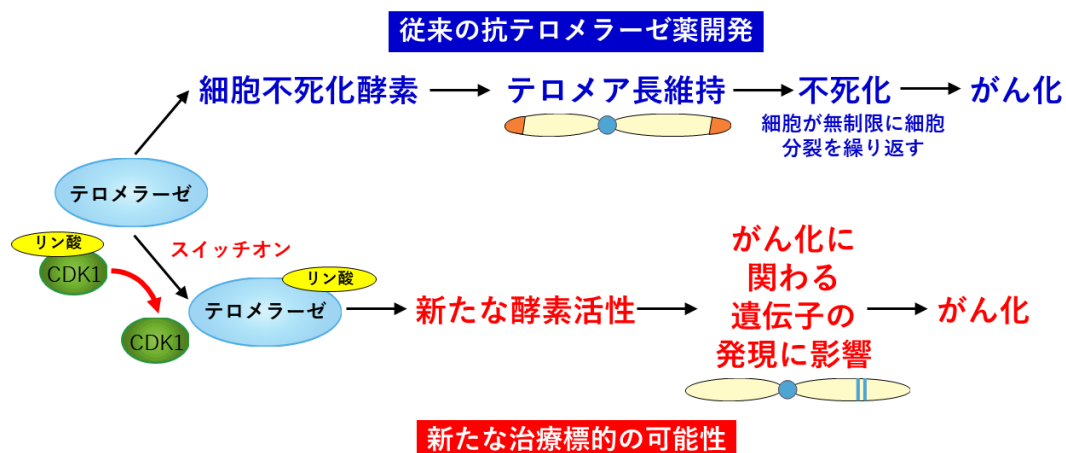 従来の抗テロメラーゼ薬開発
細胞不死化酵素
テロメア長維持
不死化
がん化
細胞が無制限に細胞
分裂を繰り返す
テロメラーゼ
リン酸
CDK1
スイッチオン
CDK1
リン酸
テロメラーゼ
新たな酵素活性
がん化に
関わる
遺伝子の
発現に影響
がん化
新たな治療標的の可能性